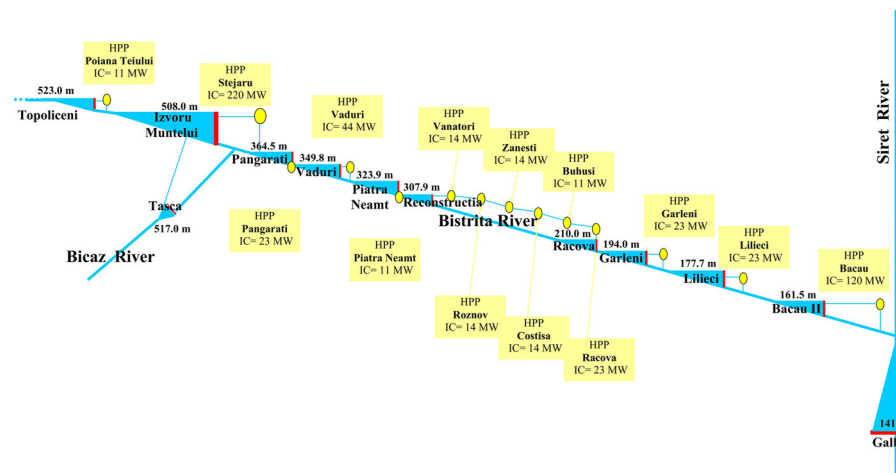 HPP
Poiana Teiului
IC= 11 MW
HPP
Stejaru
IC= 220 MW
HPP
Vaduri
IC= 44 MW
HPP
Vanatori
IC= 14 MW
HPP
Zanesti
IC= 14 MW
HPP
Buhusi
IC= 11 MW
HPP
Garleni
IC= 23 MW
HPP
Lilieci
IC= 23 MW
HPP
Bacau
IC= 120 MW
Siret River
523.0 m
Topoliceni
508.0 m
Izvoru
Muntelui
364.5 m
Pangarati
349.8 m
Vaduri
323.9 m
Piatra
Neamt
307.9 m
Reconstructia
Bistrita River
210.0 m
Racova
194.0 m
Garleni
177.7 m
Lilieci
161.5 m
Bacau II
Tasca
517.0 m
Bicaz River
HPP
Pangarati
IC= 23 MW
HPP
Piatra Neamt
IC= 11 MW
HPP
Roznov
IC= 14 MW
HPP
Costisa
IC= 14 MW
HPP
Racova
IC= 23 MW
141
Gall